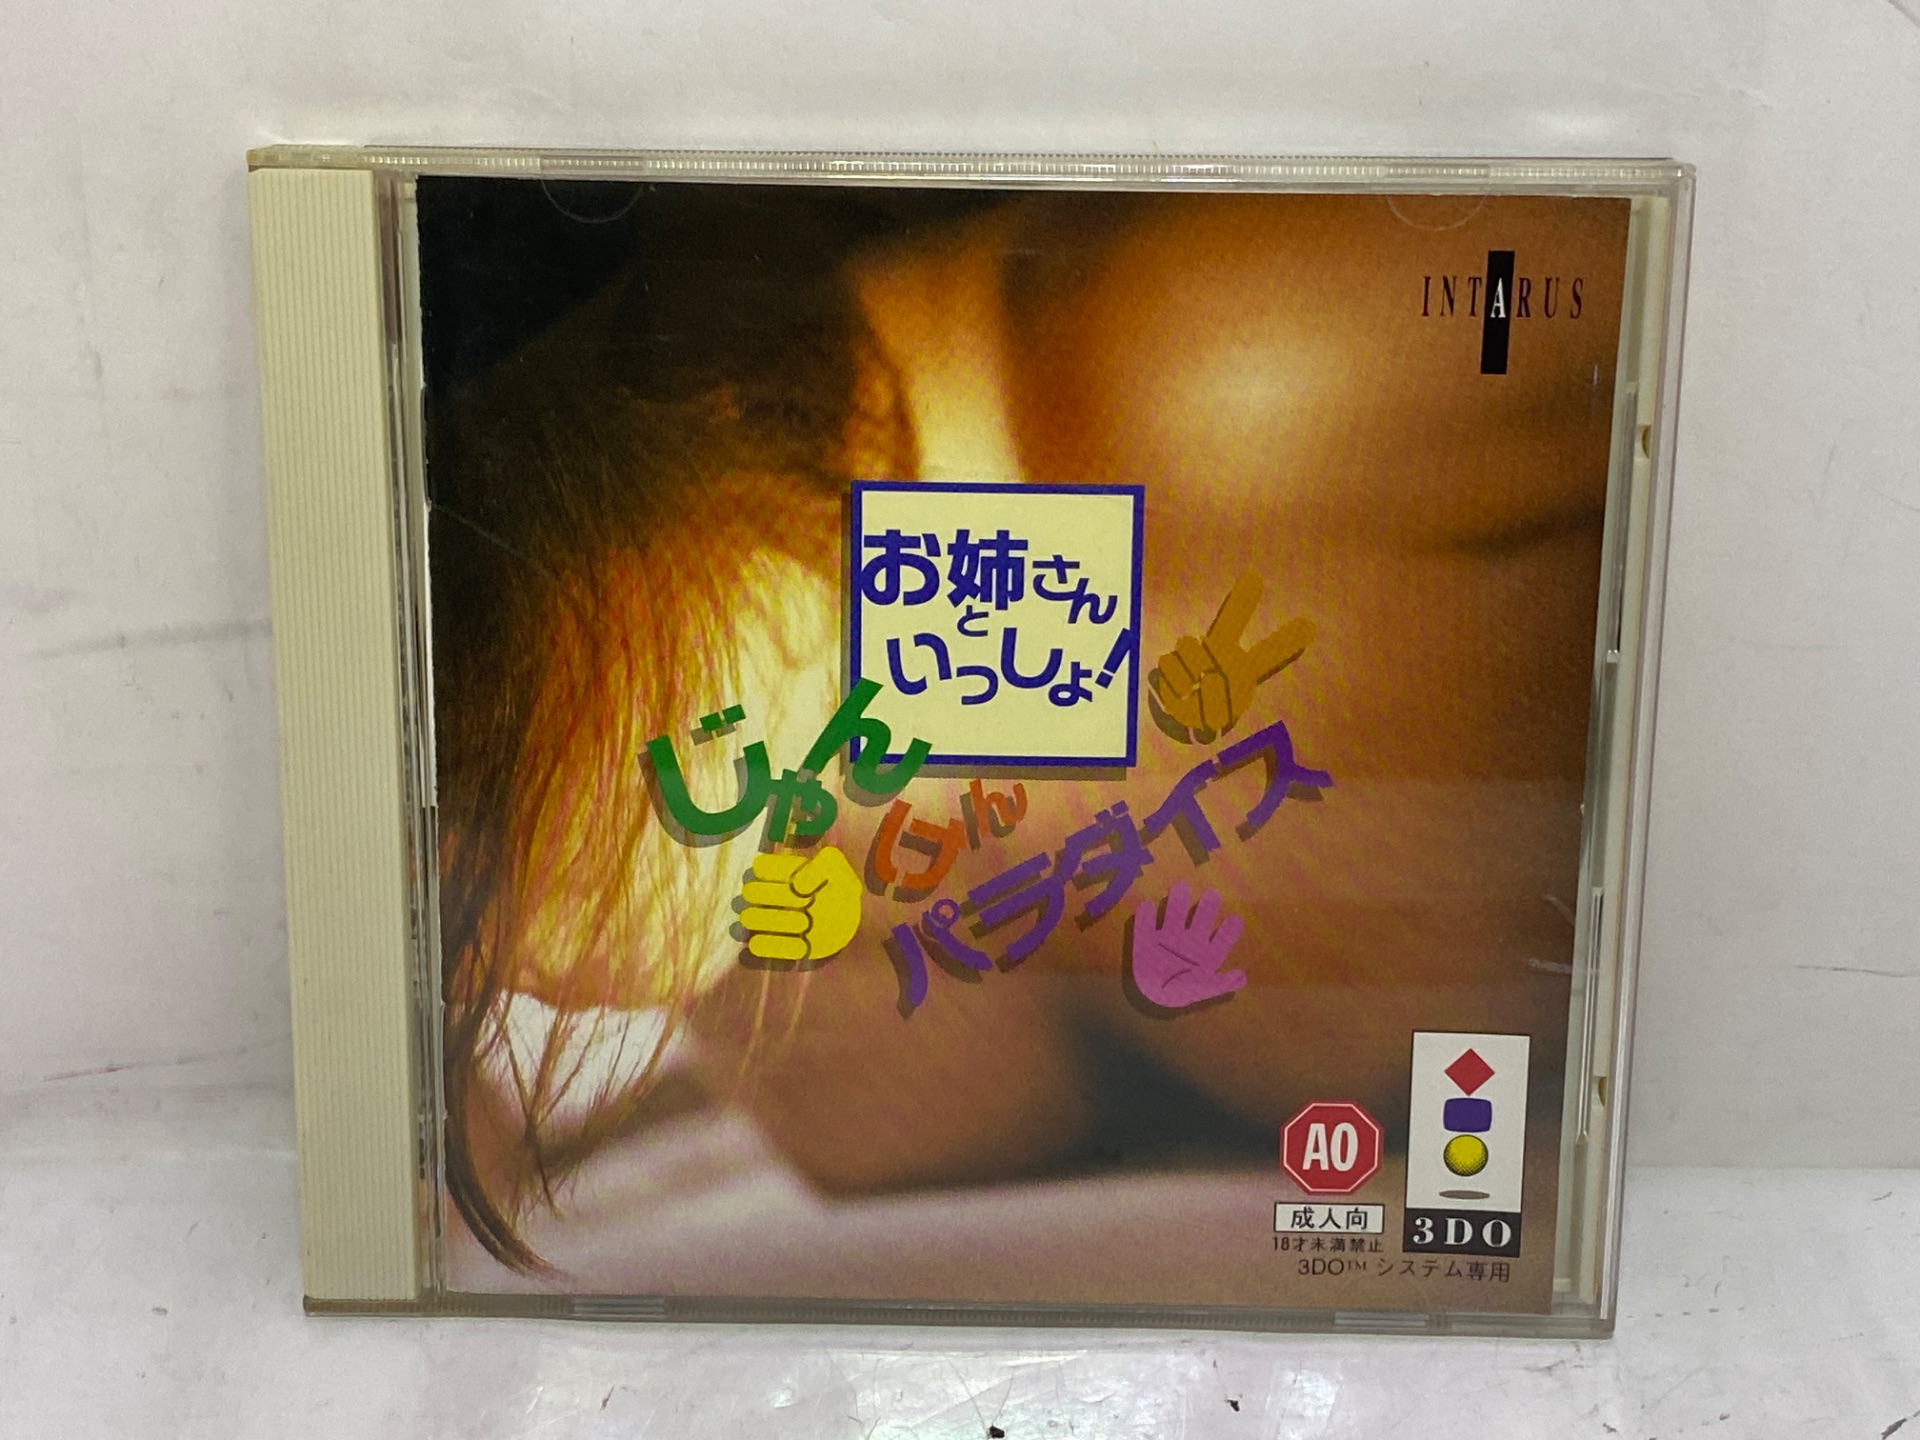 INTARUS
お姉さん
と
いっしょ!
じゃん
けん
パラダイス
AO
成人向
18才未満禁止
3DO
3DO™ システム専用